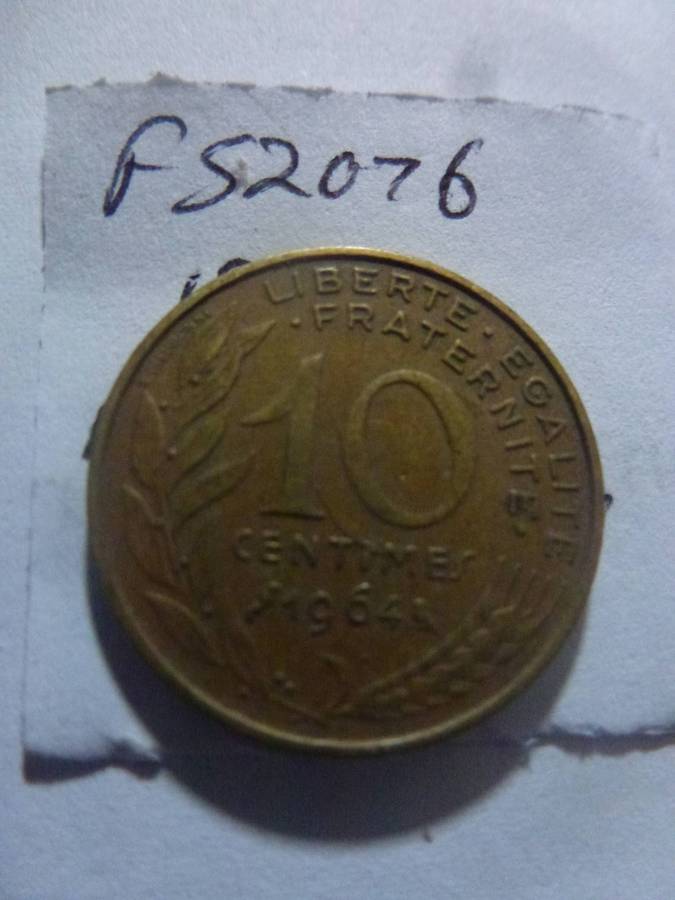 FS2076
LIBERTE · EGALITE
· FRATERNITE ·
10
CENTIMES
1964